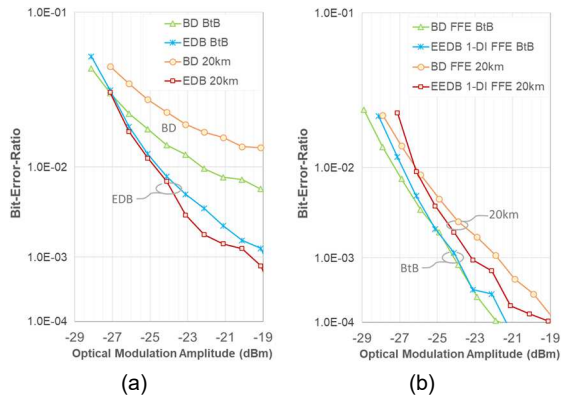 1.0E-01
BD BtB
EDB BtB
BD 20km
EDB 20km
BD
1.0E-02
EDB
1.0E-03
1.0E-04
Bit-Error-Ratio
-29 -27 -25 -23 -21 -19
Optical Modulation Amplitude (dBm)
(a)
1.0E-01
BD FFE BtB
EEDB 1-DI FFE BtB
BD FFE 20km
EEDB 1-DI FFE 20km
1.0E-02
20km
BtB
1.0E-03
1.0E-04
Bit-Error-Ratio
-29 -27 -25 -23 -21 -19
Optical Modulation Amplitude (dBm)
(b)